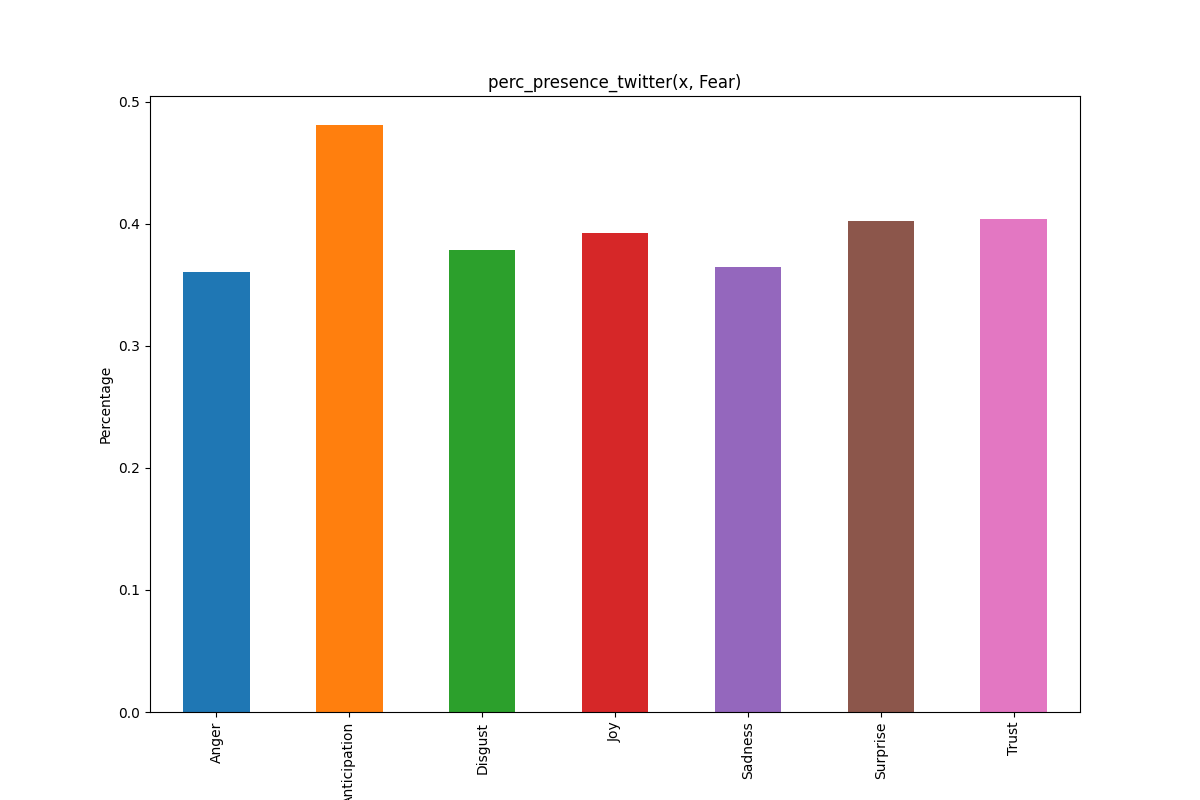 perc_presence_twitter(x, Fear)
0.5
0.4
0.3
0.2
0.1
0.0
Percentage
Anger
Anticipation
Disgust
Joy
Sadness
Surprise
Trust